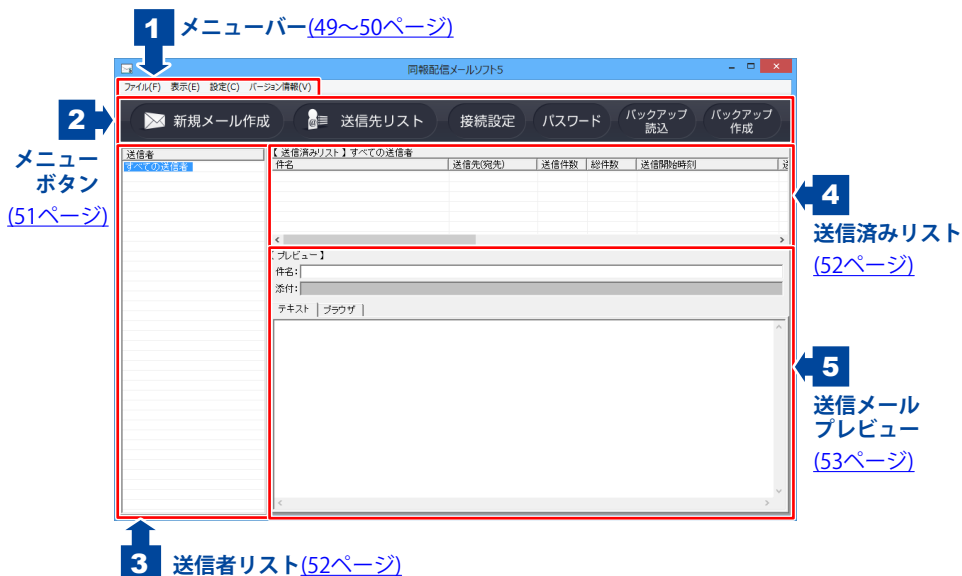 1 メニューバー(49～50ページ)
同報配信メールソフト5
ファイル(F) 表示(E) 設定(C) バージョン情報(V)
2
メニュー
ボタン
(51ページ)
新規メール作成 送信先リスト 接続設定 パスワード バックアップ
読込 バックアップ
作成
送信者
すべての送信者
【 送信済みリスト 】 すべての送信者
件名 送信先(宛先) 送信件数 総件数 送信開始時刻
4
送信済みリスト
(52ページ)
【 プレビュー 】
件名:
添付:
テキスト ブラウザ
5
送信メール
プレビュー
(53ページ)
3 送信者リスト(52ページ)